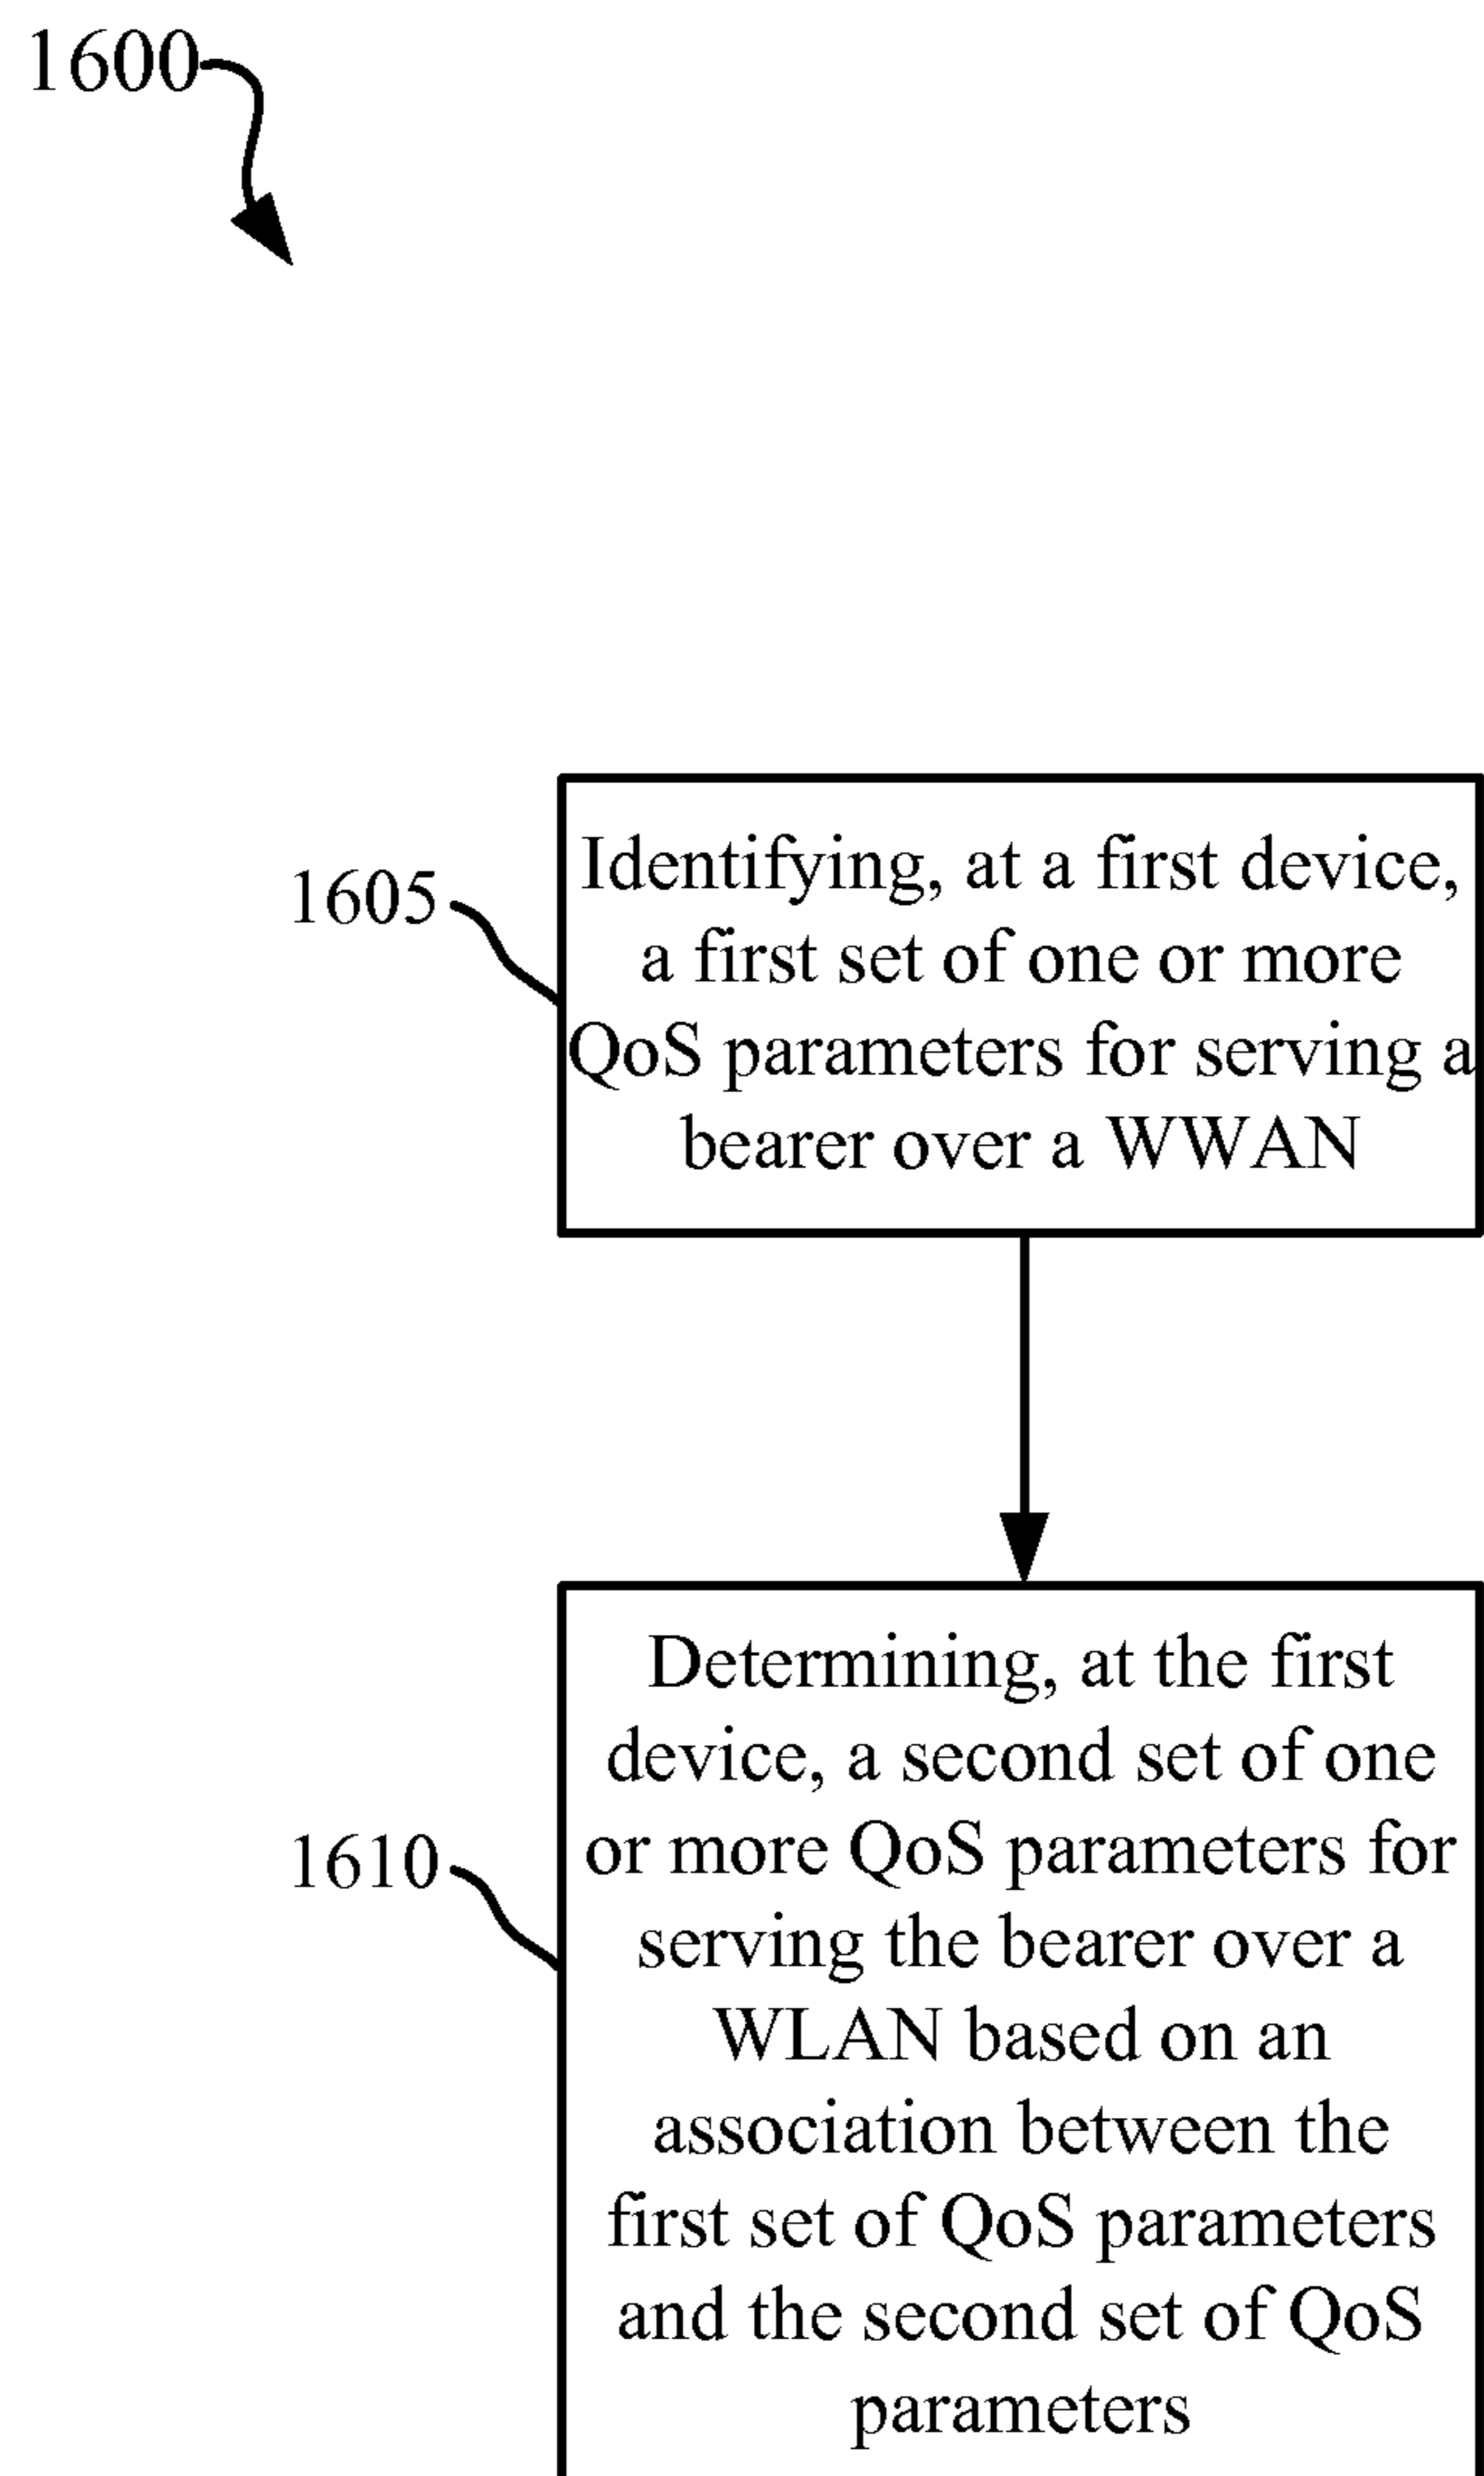 1600
1605
Identifying, at a first device,
a first set of one or more
QoS parameters for serving a
bearer over a WWAN
1610
Determining, at the first
device, a second set of one
or more QoS parameters for
serving the bearer over a
WLAN based on an
association between the
first set of QoS parameters
and the second set of QoS
parameters